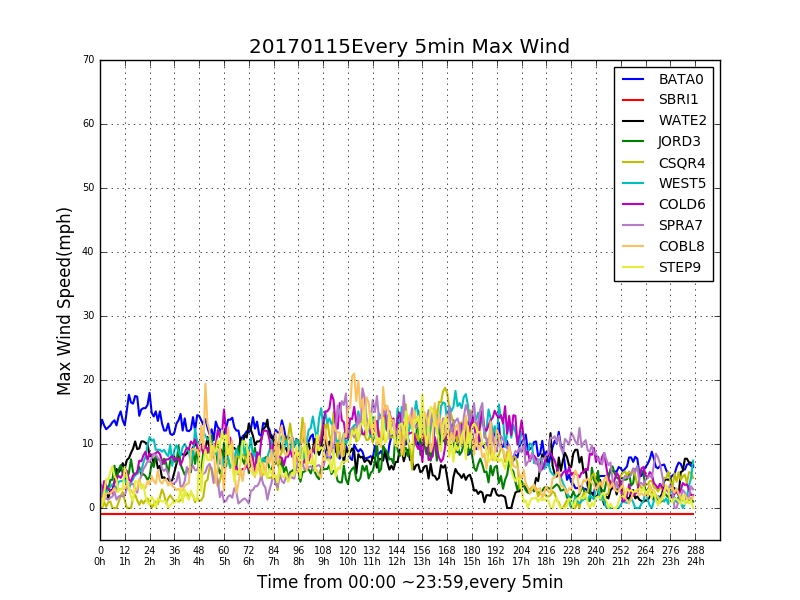 20170115Every 5min Max Wind
70
60
50
40
30
20
10
0
Max Wind Speed(mph)
BATA0
SBRI1
WATE2
JORD3
CSQR4
WEST5
COLD6
SPRA7
COBL8
STEP9
0 12 24 36 48 60 72 84 96 108 120 132 144 156 168 180 192 204 216 228 240 252 264 276 288
0h 1h 2h 3h 4h 5h 6h 7h 8h 9h 10h 11h 12h 13h 14h 15h 16h 17h 18h 19h 20h 21h 22h 23h 24h
Time from 00:00 ~23:59,every 5min